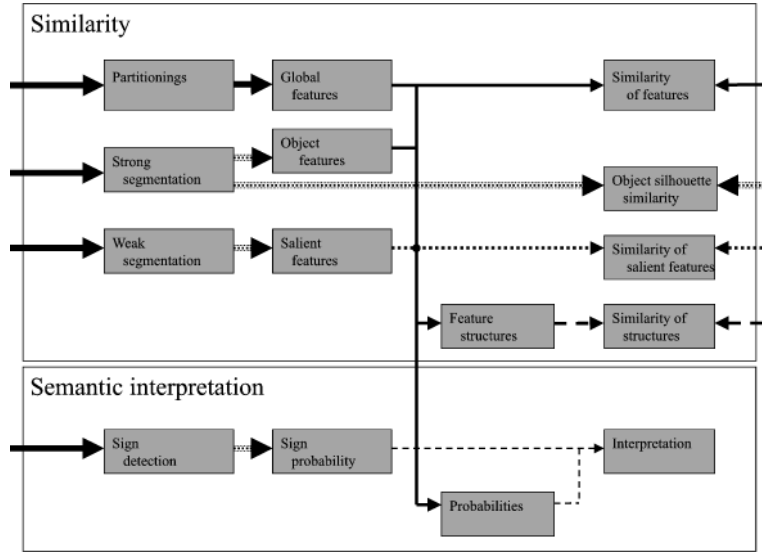 Similarity
Partitionings
Global
features
Similarity
of features
Object
features
Strong
segmentation
Object silhouette
similarity
Weak
segmentation
Salient
features
Similarity of
salient features
Feature
structures
Similarity of
structures
Semantic interpretation
Sign
detection
Sign
probability
Interpretation
Probabilities